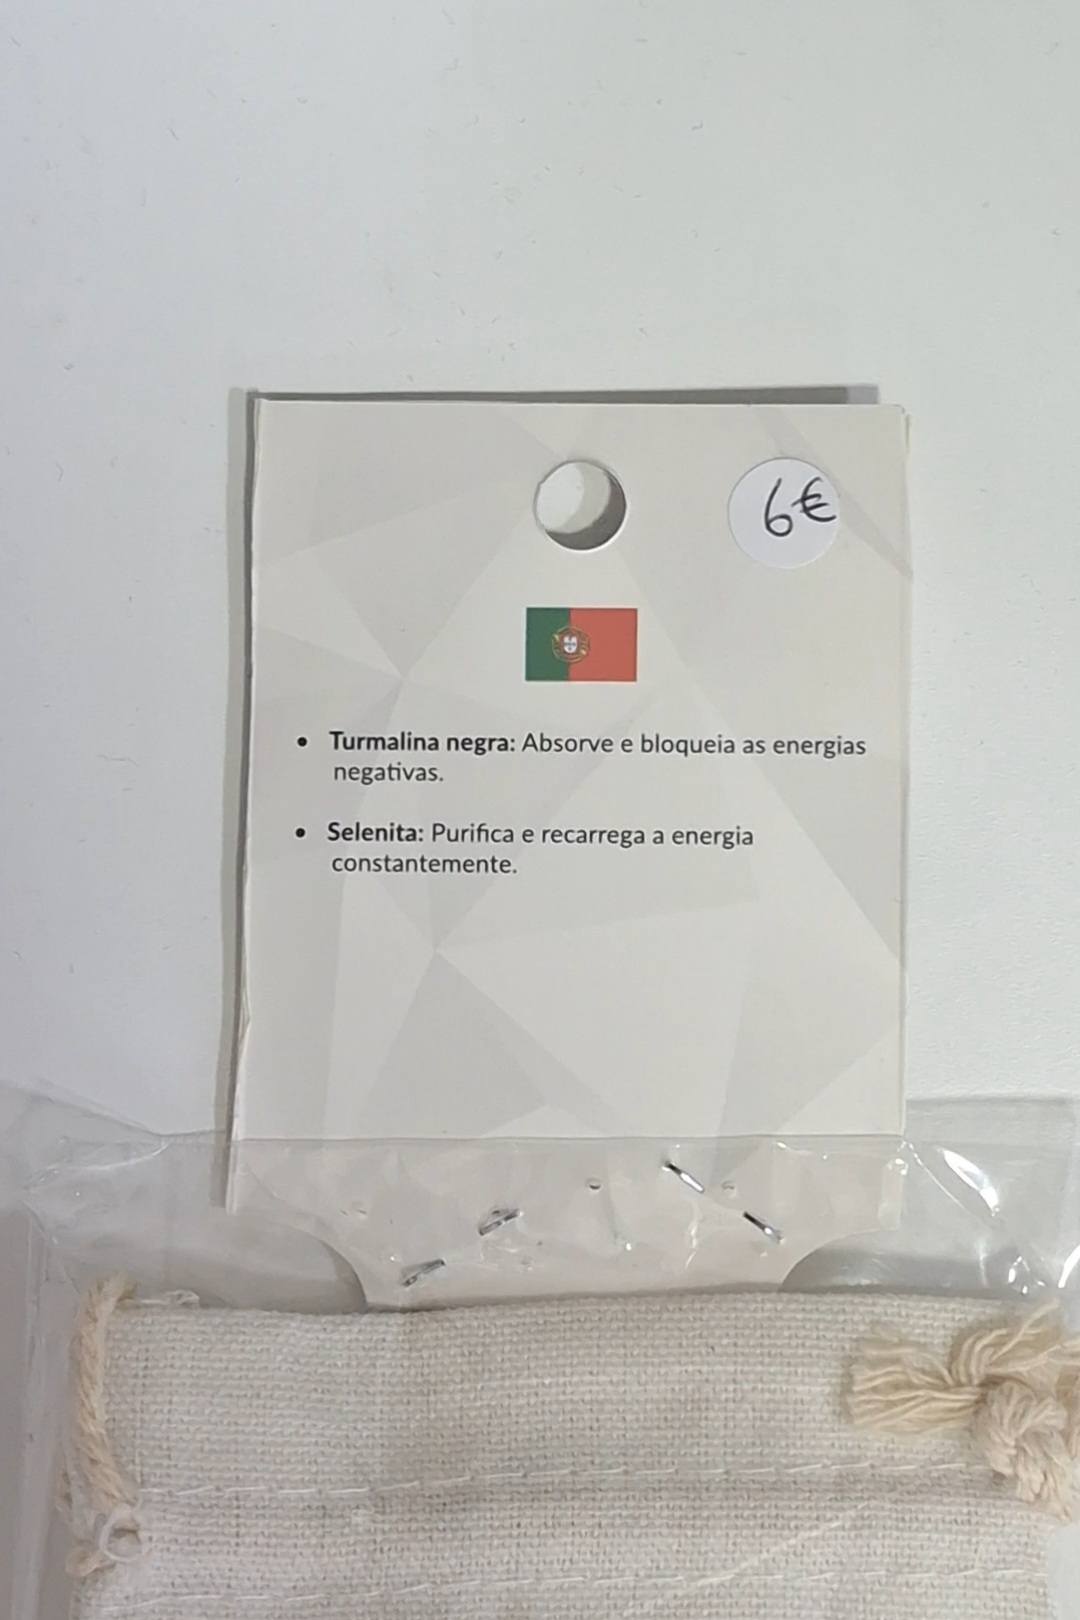 6€
• Turmalina negra: Absorve e bloqueia as energias
negativas.
• Selenita: Purifica e recarrega a energia
constantemente.